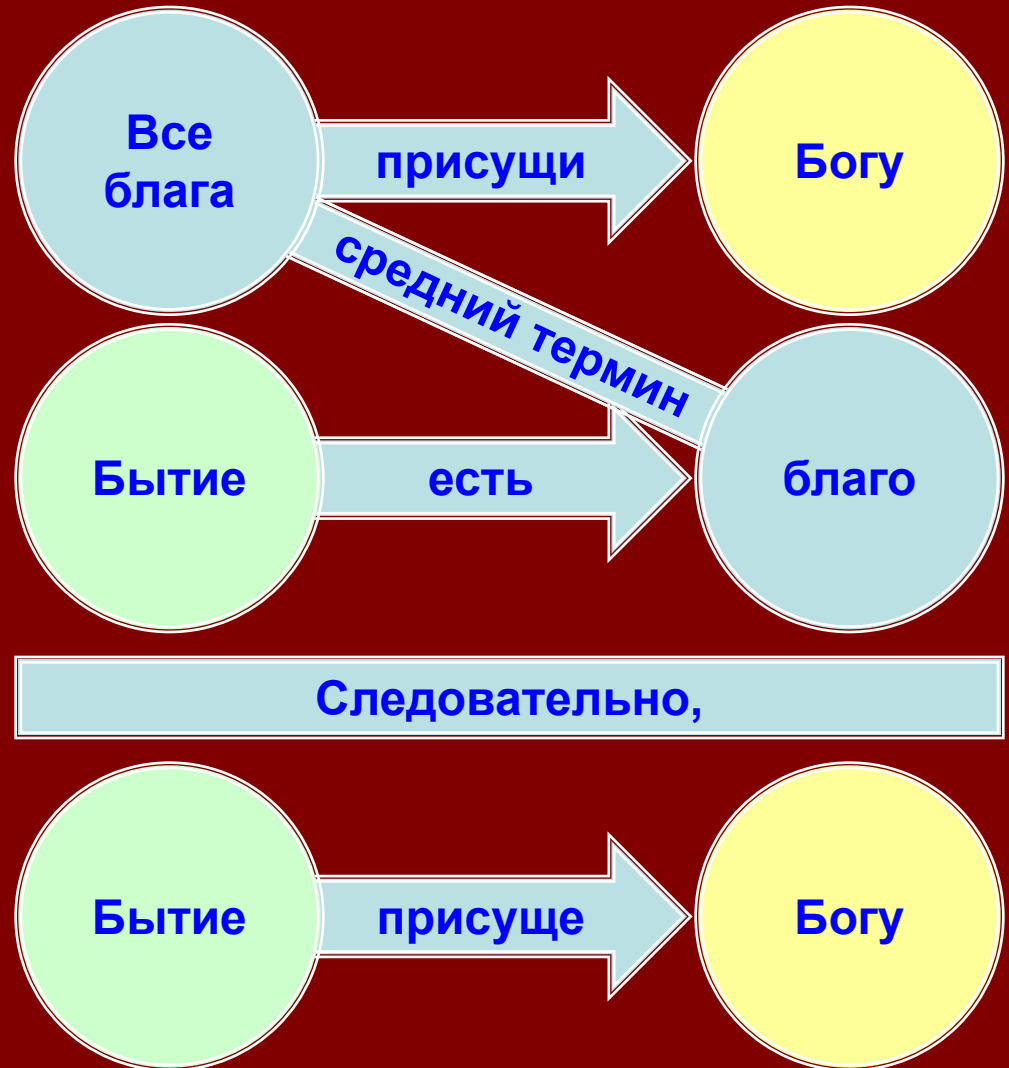 Все
блага
присущи
Богу
средний термин
Бытие
есть
благо
Следовательно,
Бытие
присуще
Богу